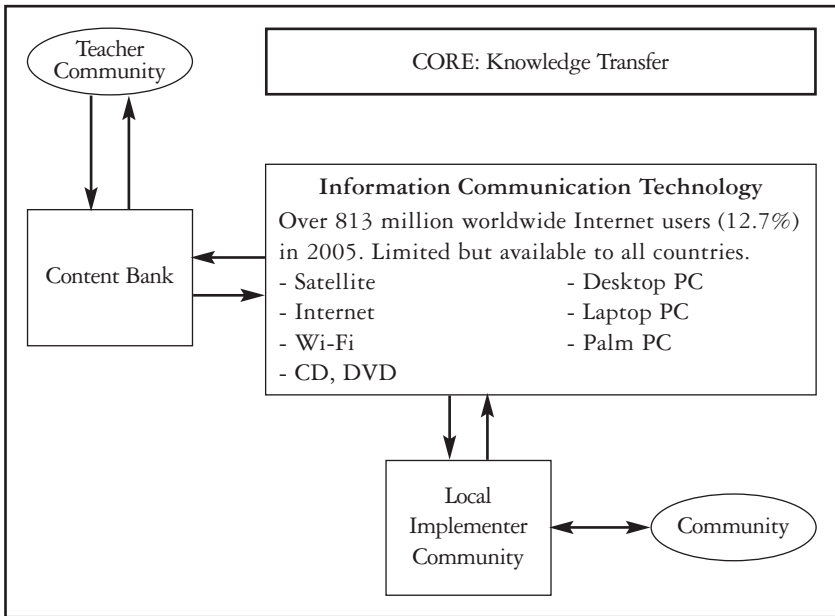 Teacher
Community
CORE: Knowledge Transfer
Information Communication Technology
Over 813 million worldwide Internet users (12.7%)
in 2005. Limited but available to all countries.
- Satellite
- Internet
- Wi-Fi
- CD, DVD
- Desktop PC
- Laptop PC
- Palm PC
Content Bank
Local
Implementer
Community
Community